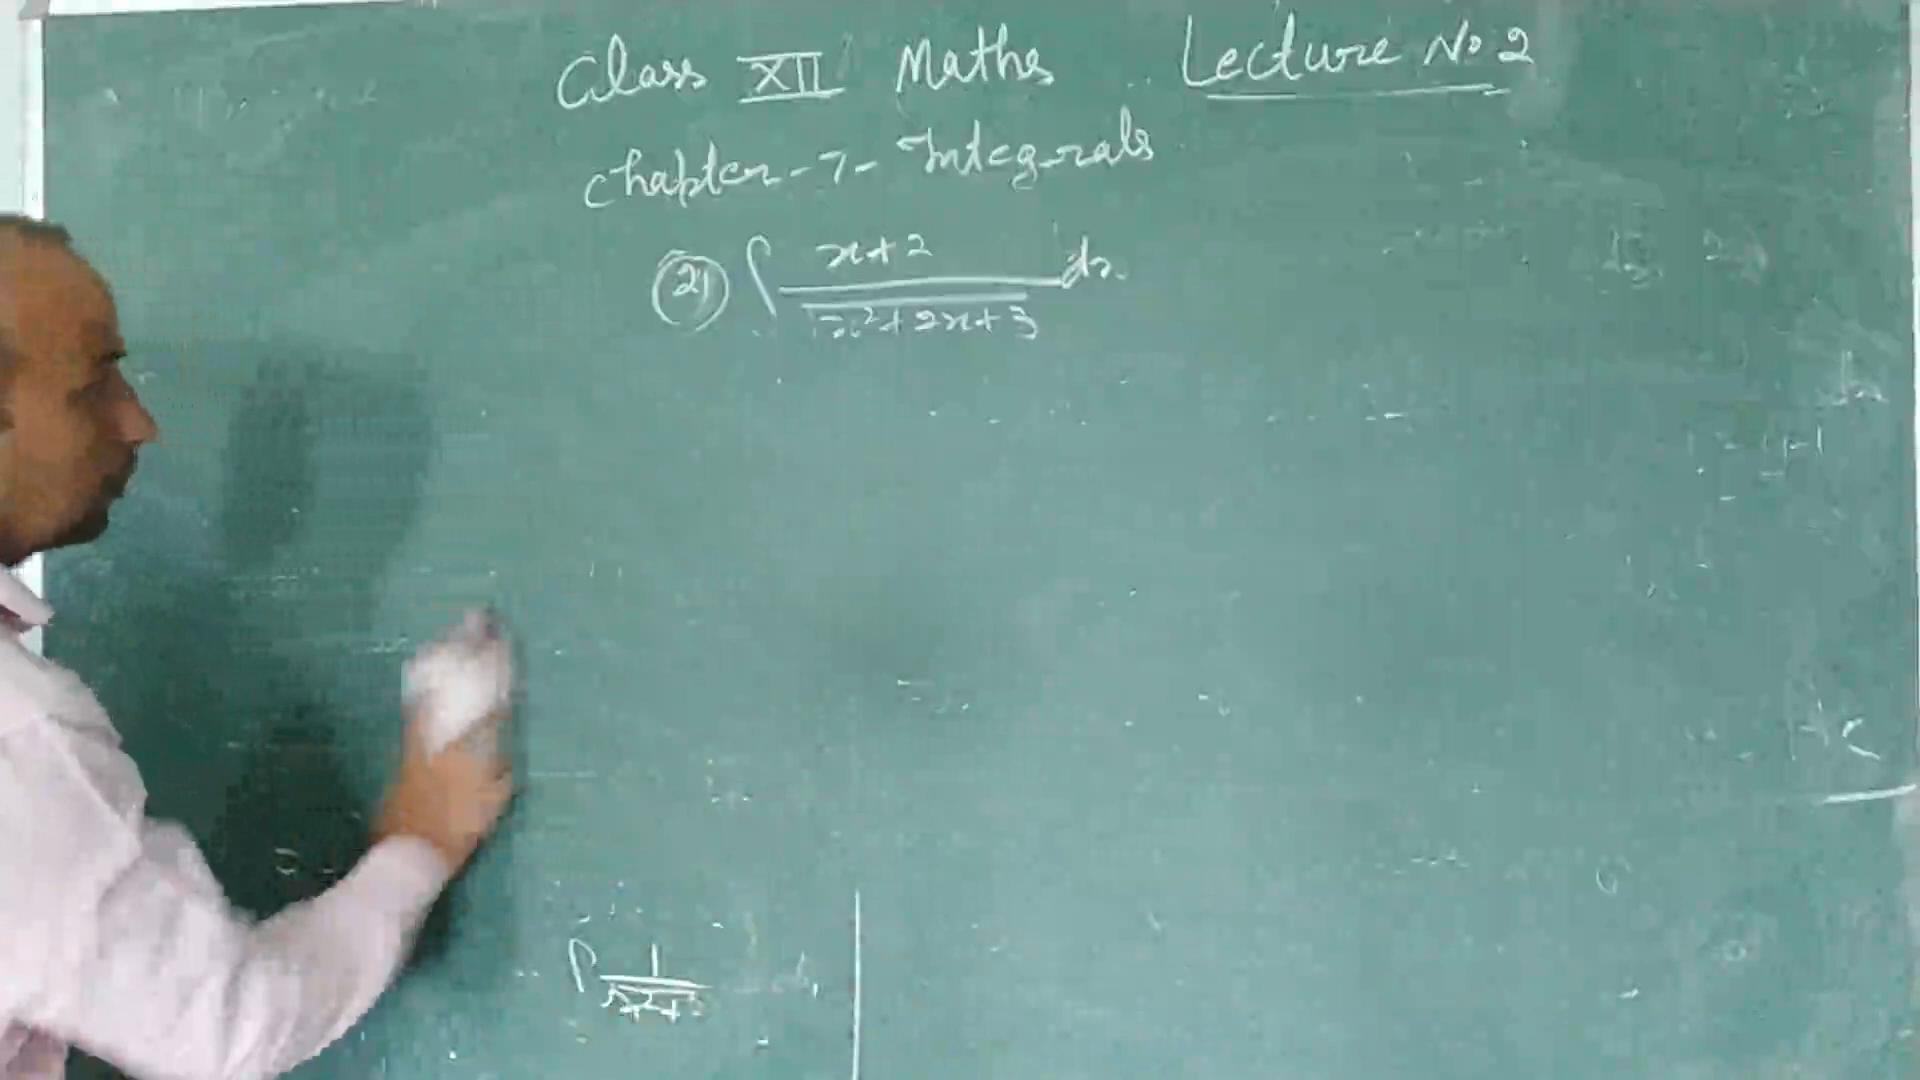 Class XII Maths Lecture No 2
Chapter-7- Integrals
(21) ∫ x+2 / √x²+2x+3 dx